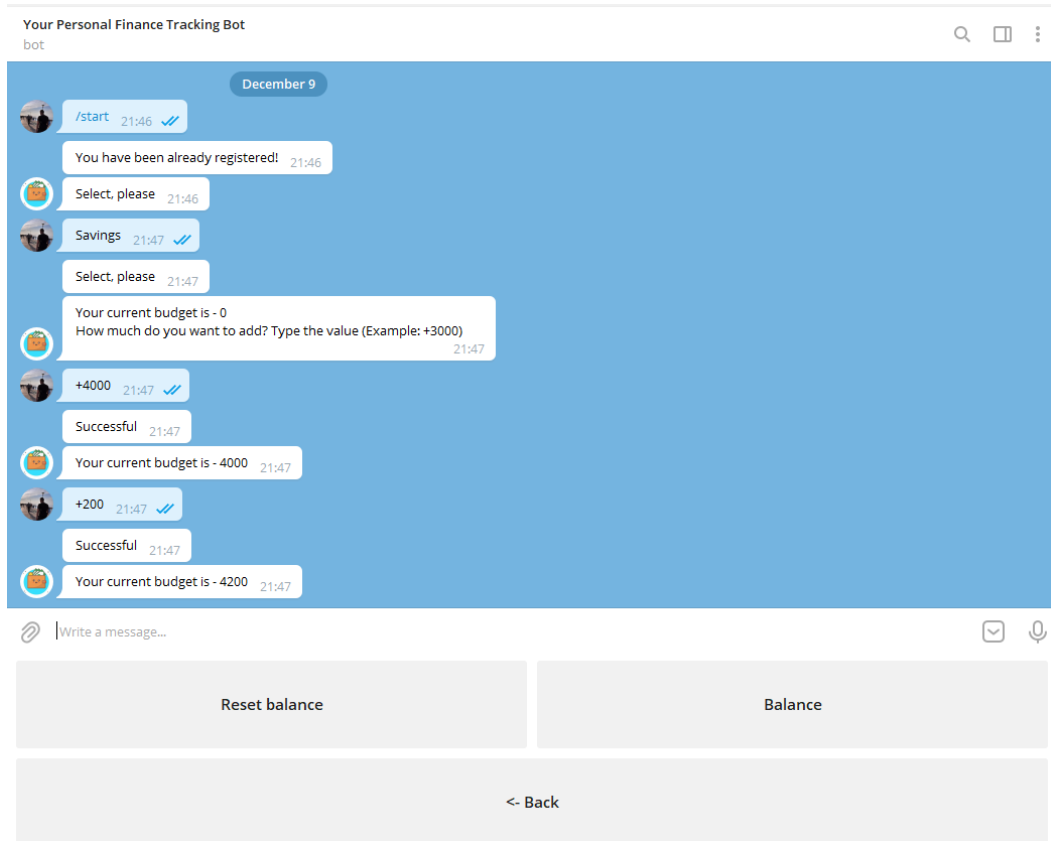 Your Personal Finance Tracking Bot
bot
December 9
/start 21:46
You have been already registered! 21:46
Select, please 21:46
Savings 21:47
Select, please 21:47
Your current budget is - 0
How much do you want to add? Type the value (Example: +3000)
21:47
+4000 21:47
Successful 21:47
Your current budget is - 4000 21:47
+200 21:47
Successful 21:47
Your current budget is - 4200 21:47
Write a message...
Reset balance
Balance
<- Back